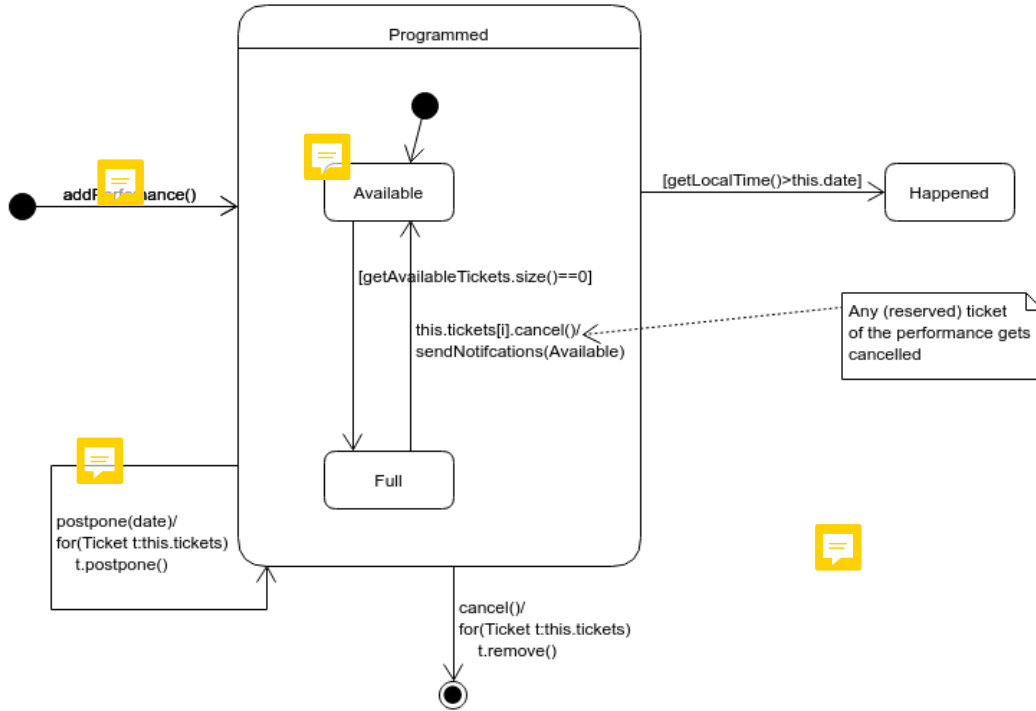 Programmed
Available
[getLocalTime()>this.date]
Happened
[getAvailableTickets.size()==0]
this.tickets[i].cancel()/
sendNotifcations(Available)
Any (reserved) ticket
of the performance gets
cancelled
Full
postpone(date)/
for(Ticket t:this.tickets)
t.postpone()
cancel()/
for(Ticket t:this.tickets)
t.remove()